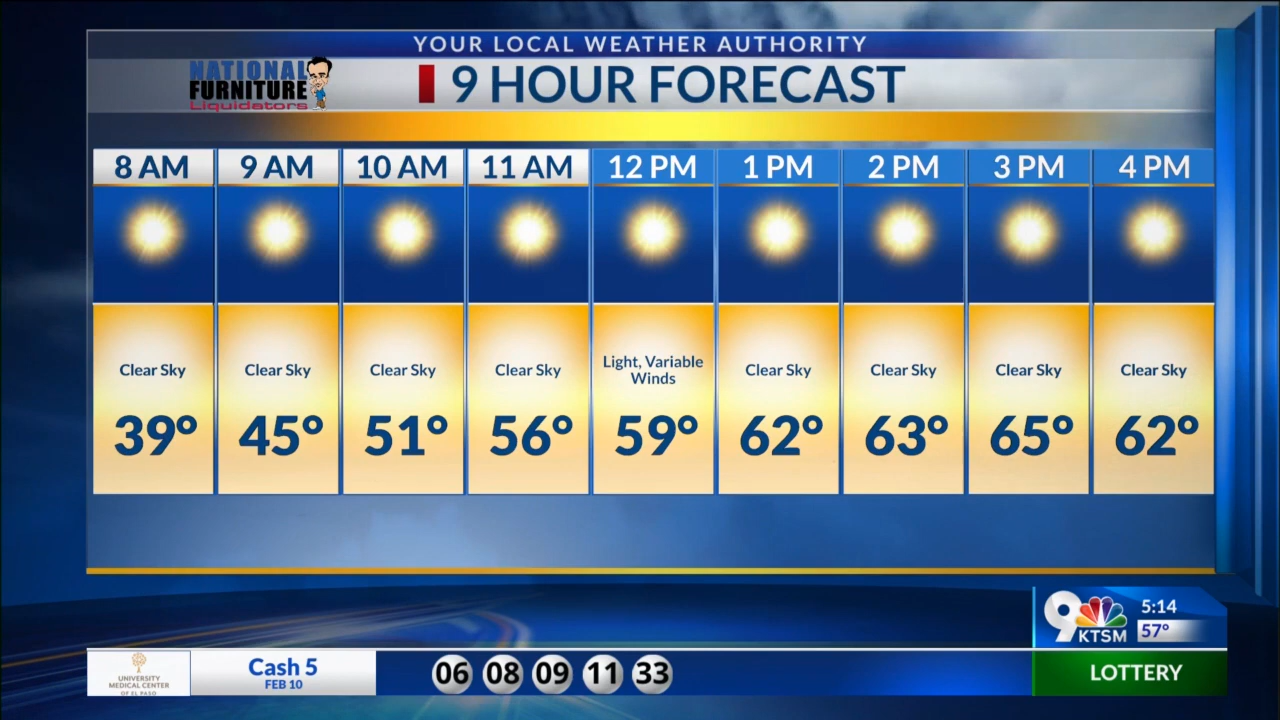 YOUR LOCAL WEATHER AUTHORITY
NATIONAL
FURNITURE
Liquidators
9 HOUR FORECAST
8 AM 9 AM 10 AM 11 AM 12 PM 1 PM 2 PM 3 PM 4 PM
Clear Sky Clear Sky Clear Sky Clear Sky Light, Variable Winds Clear Sky Clear Sky Clear Sky Clear Sky
39° 45° 51° 56° 59° 62° 63° 65° 62°
9 KTSM
5:14
57°
UNIVERSITY
MEDICAL CENTER
OF EL PASO
Cash 5
FEB 10
06 08 09 11 33
LOTTERY